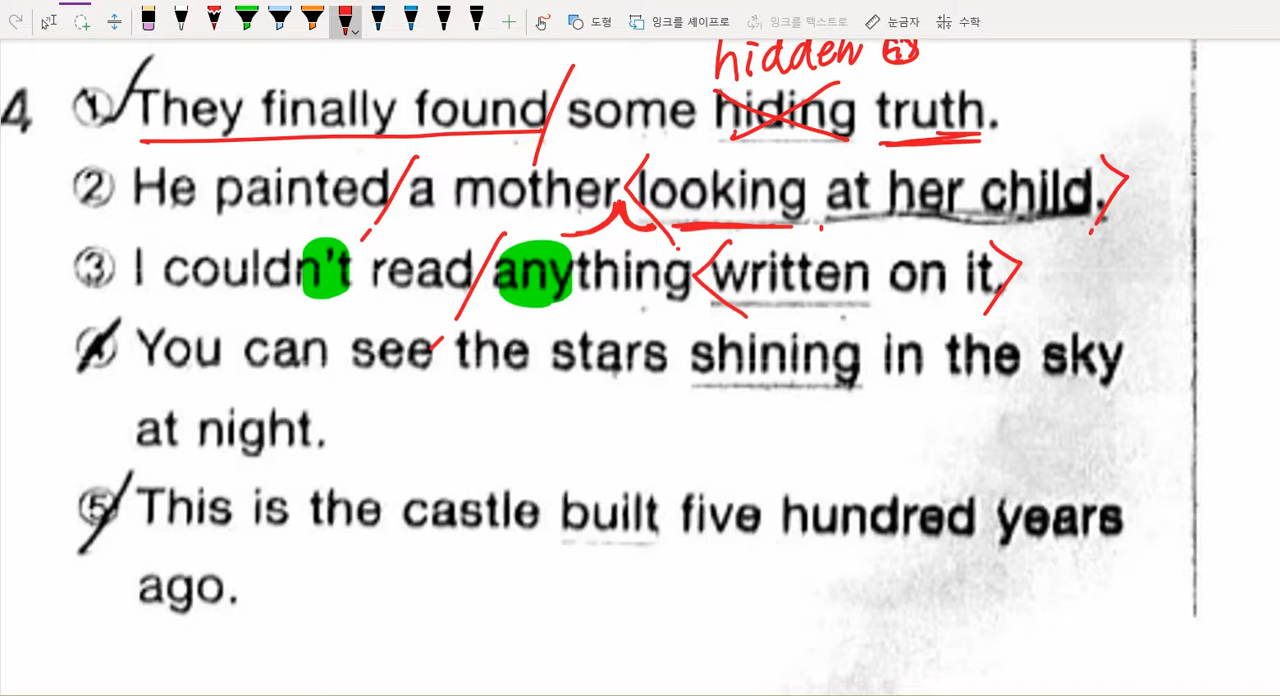 도형 잉크를 셰이프로 잉크를 텍스트로 눈금자 수학
hidden
4 ① They finally found some hiding truth.
② He painted a mother looking at her child.
③ I couldn't read anything written on it.
④ You can see the stars shining in the sky
at night.
⑤ This is the castle built five hundred years
ago.